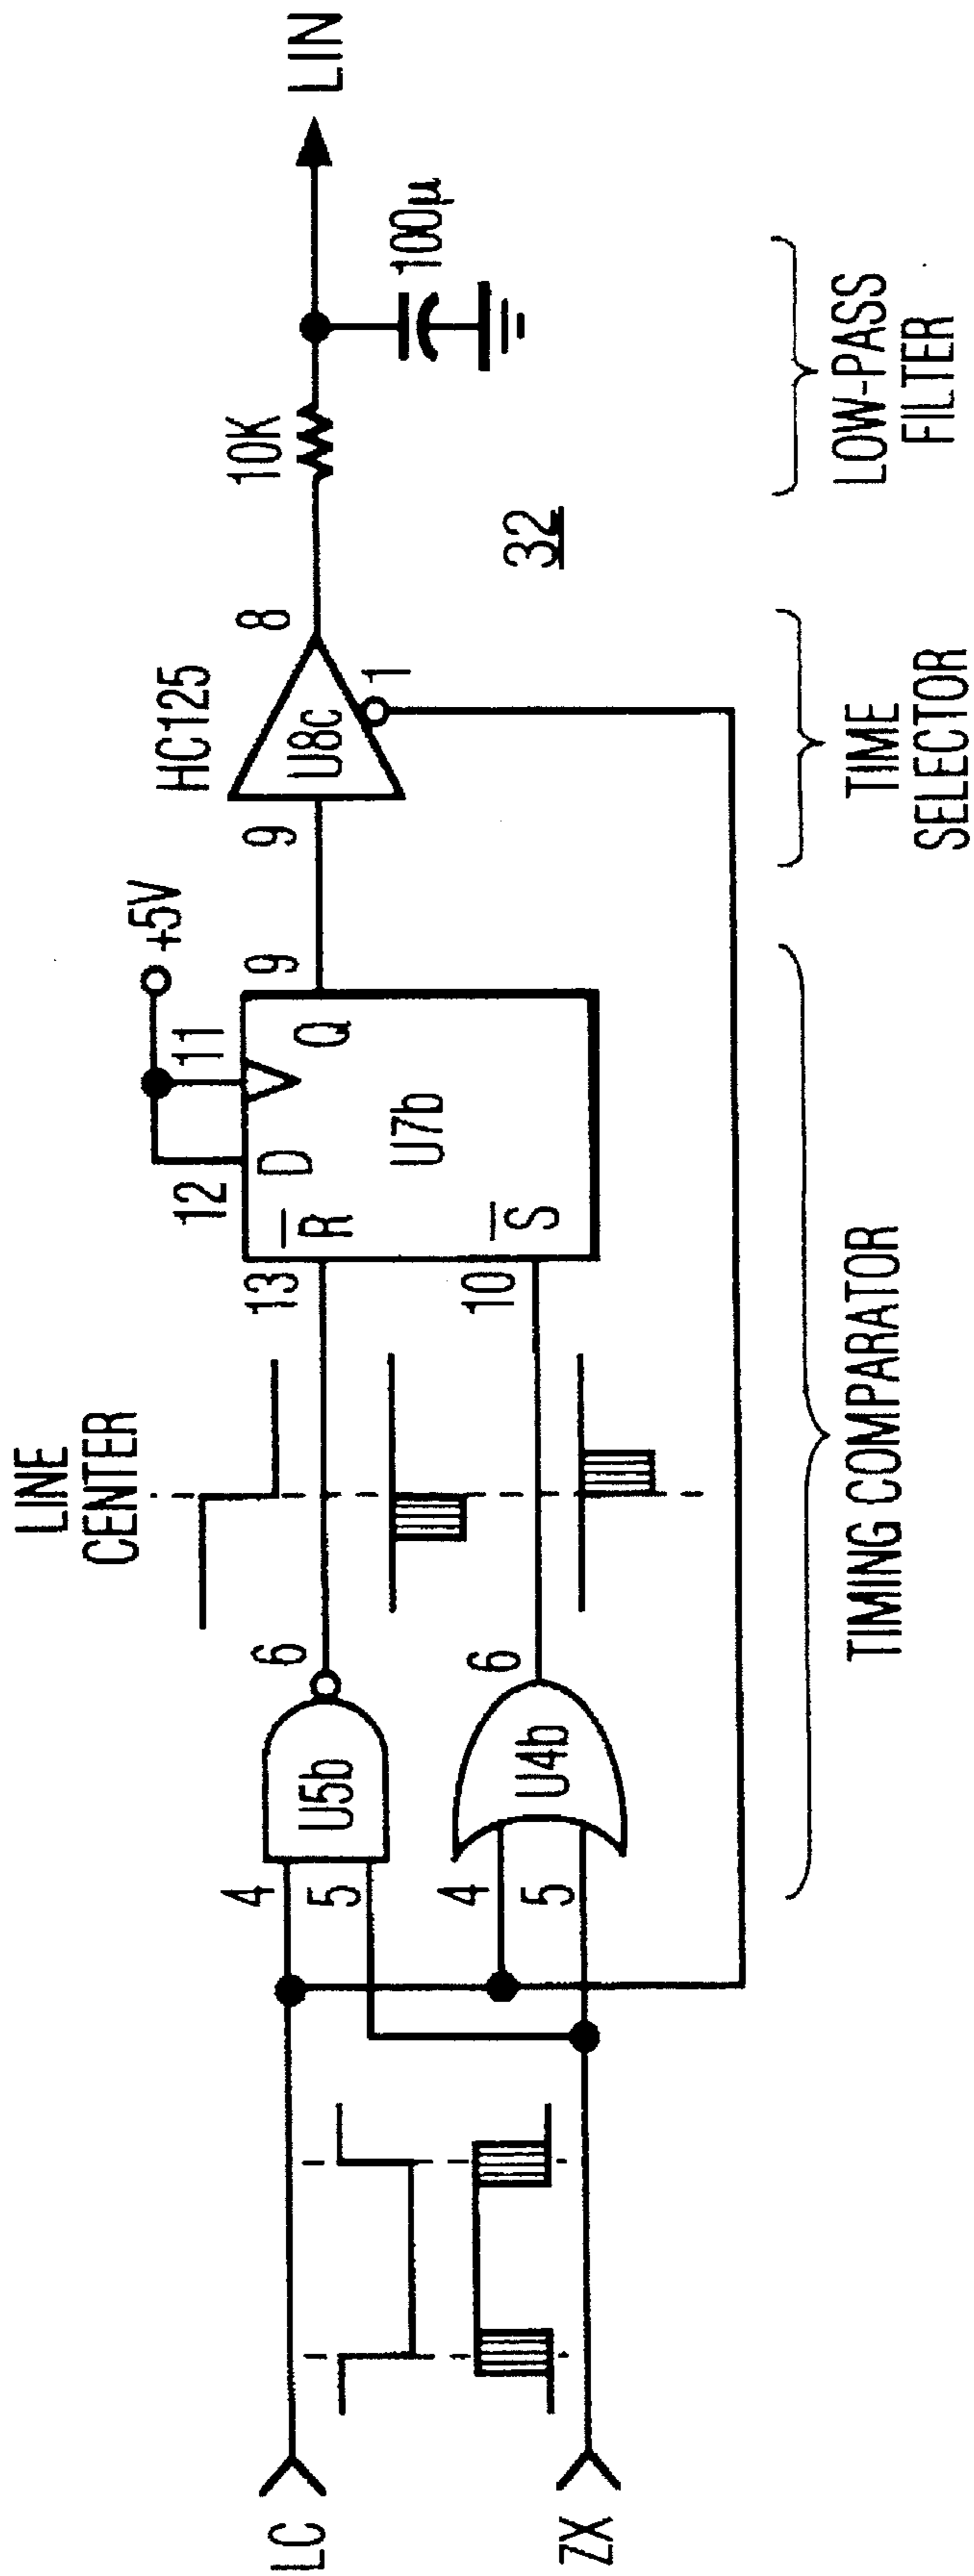 LC
ZX
4
5
U5b
6
4
5
U4b
6
LINE
CENTER
13
R
10
S
12
D
11
+5V
Q
U7b
9
9
HC125
U8c
8
1
10K
100μ
LIN
32
TIMING COMPARATOR
TIME
SELECTOR
LOW-PASS
FILTER